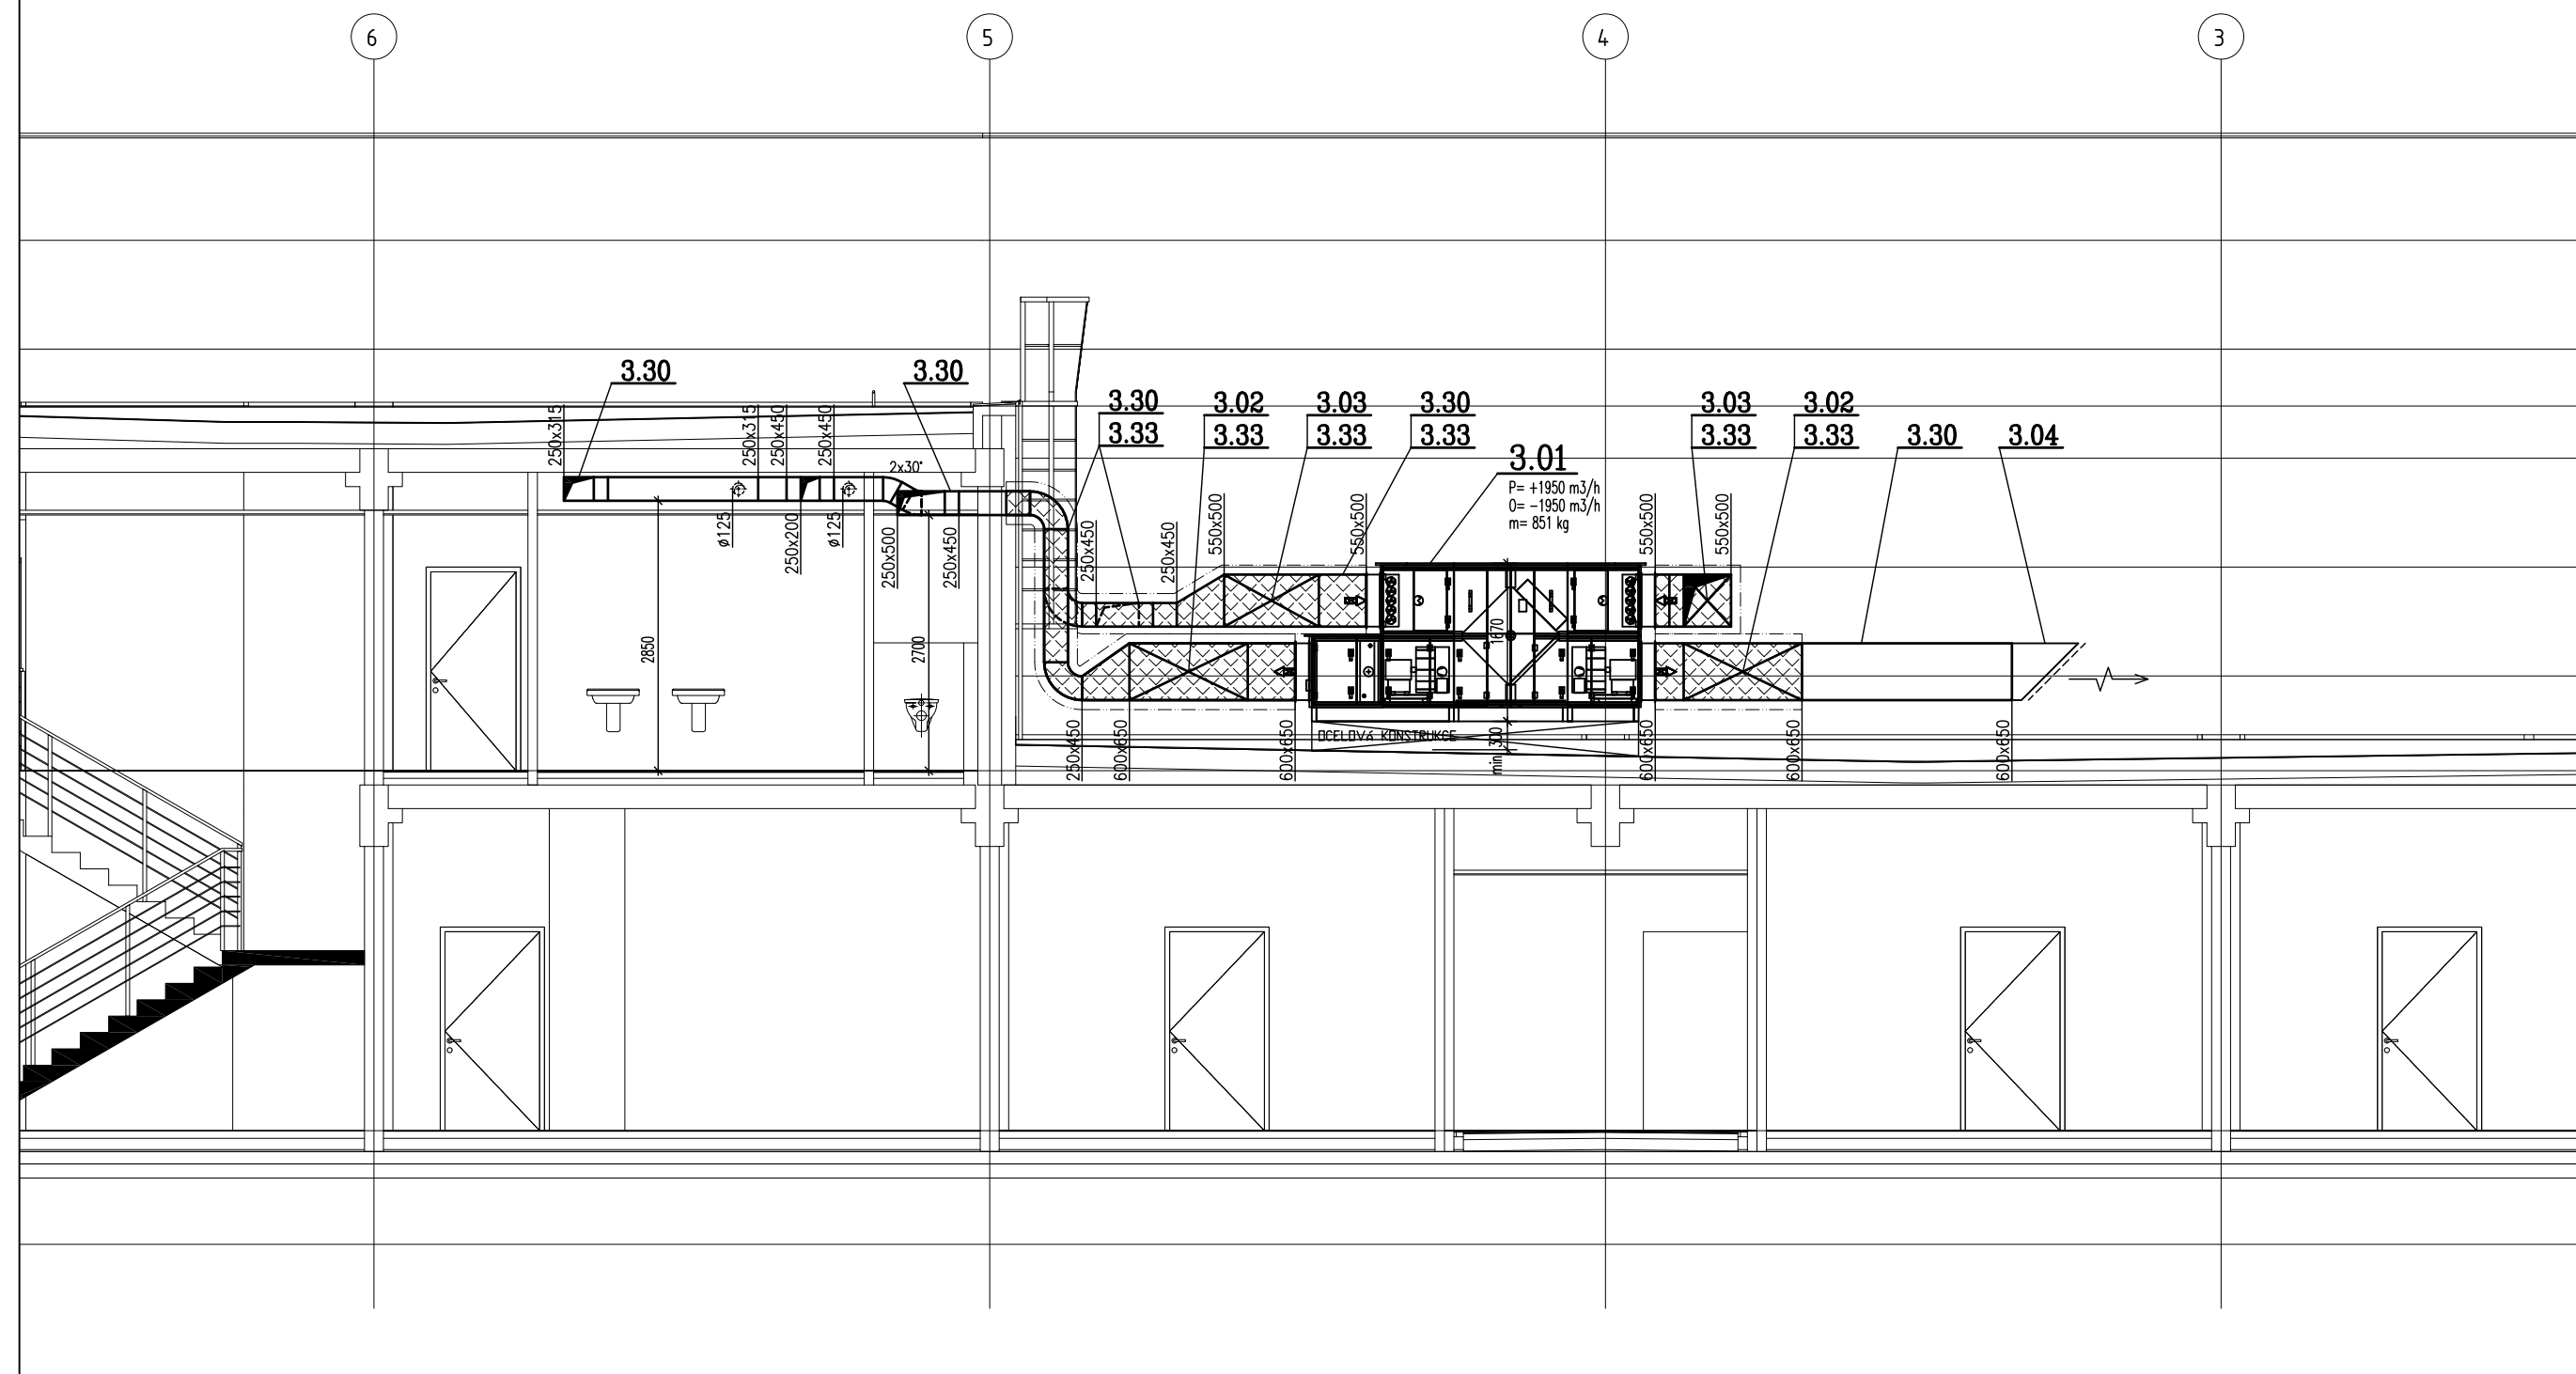 6
5
4
3
3.30
3.30
3.30
3.33
3.02
3.33
3.03
3.33
3.30
3.33
3.03
3.33
3.02
3.33
3.30
3.04
3.01
P= +1950 m3/h
O= -1950 m3/h
m= 851 kg
250x315
250x315
250x450
250x450
2x30°
ø125
250x200
ø125
250x500
250x450
250x450
250x450
550x500
550x500
550x500
550x500
2850
2700
1670
OCELOVÁ KONSTRUKCE
min 300
250x450
600x650
600x650
600x650
600x650
600x650